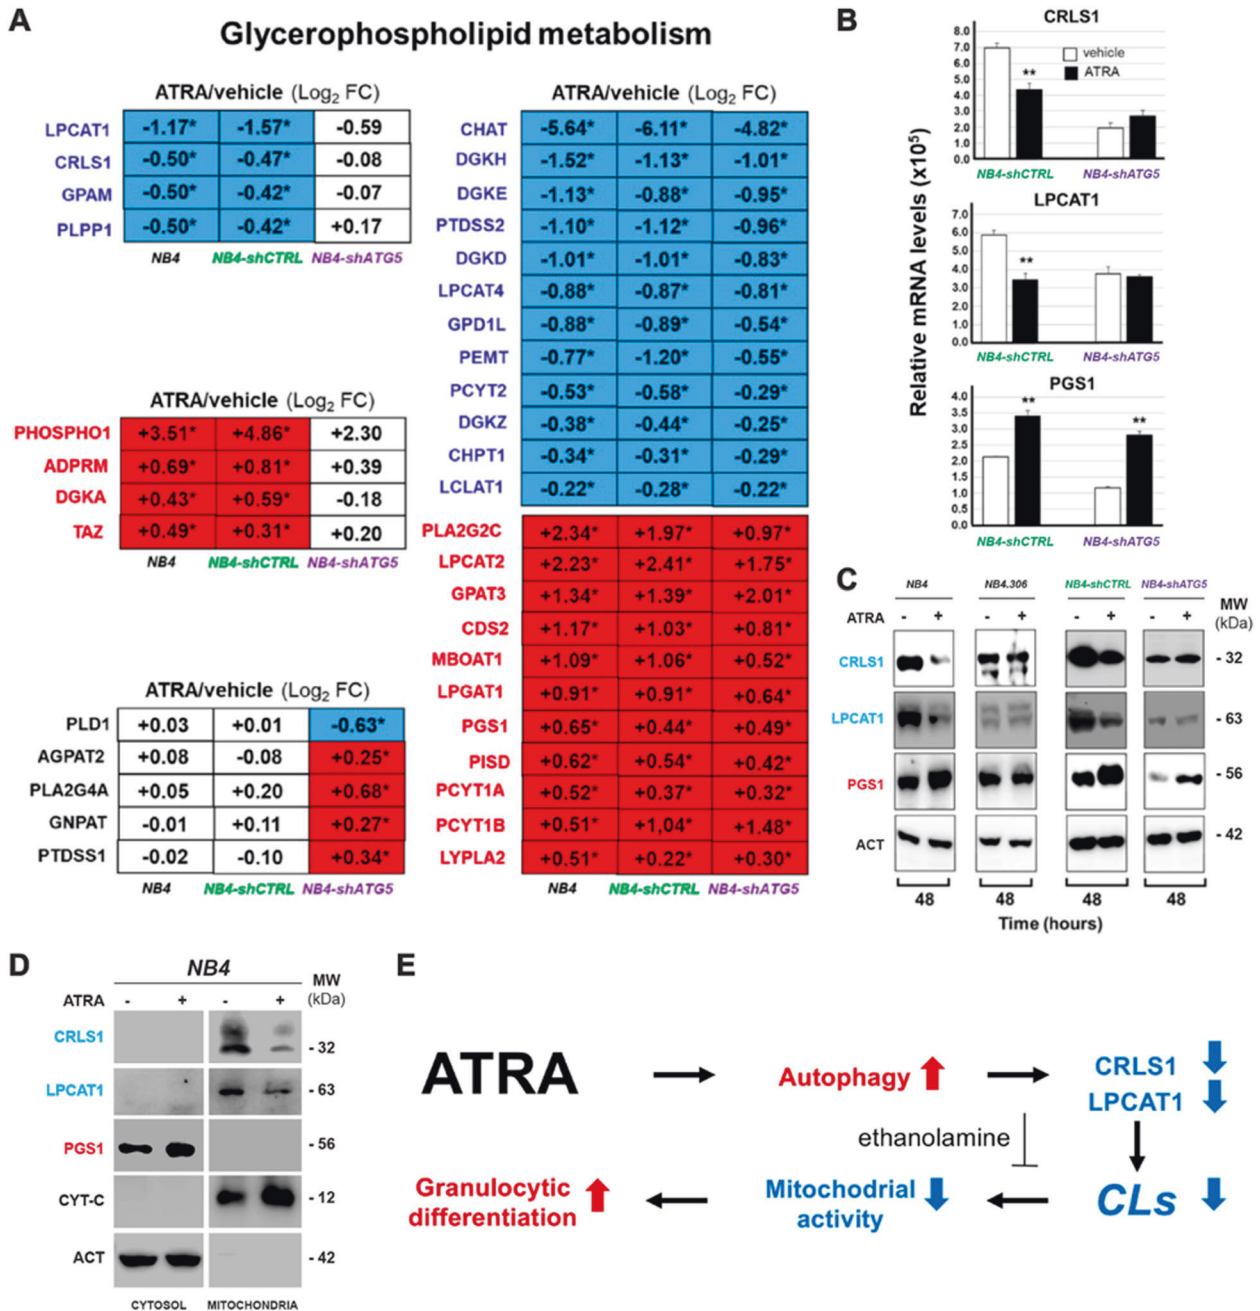 A
Glycerophospholipid metabolism
ATRA/vehicle (Log2 FC)
LPCAT1 -1.17* -1.57* -0.59
CRLS1 -0.50* -0.47* -0.08
GPAM -0.50* -0.42* -0.07
PLPP1 -0.50* -0.42* +0.17
NB4 NB4-shCTRL NB4-shATG5
ATRA/vehicle (Log2 FC)
PHOSPHO1 +3.51* +4.86* +2.30
ADPRM +0.69* +0.81* +0.39
DGKA +0.43* +0.59* -0.18
TAZ +0.49* +0.31* +0.20
NB4 NB4-shCTRL NB4-shATG5
ATRA/vehicle (Log2 FC)
PLD1 +0.03 +0.01 -0.63*
AGPAT2 +0.08 -0.08 +0.25*
PLA2G4A +0.05 +0.20 +0.68*
GNPAT -0.01 +0.11 +0.27*
PTDSS1 -0.02 -0.10 +0.34*
NB4 NB4-shCTRL NB4-shATG5
ATRA/vehicle (Log2 FC)
CHAT -5.64* -6.11* -4.82*
DGKH -1.52* -1.13* -1.01*
DGKE -1.13* -0.88* -0.95*
PTDSS2 -1.10* -1.12* -0.96*
DGKD -1.01* -1.01* -0.83*
LPCAT4 -0.88* -0.87* -0.81*
GPD1L -0.88* -0.89* -0.54*
PEMT -0.77* -1.20* -0.55*
PCYT2 -0.53* -0.58* -0.29*
DGKZ -0.38* -0.44* -0.25*
CHPT1 -0.34* -0.31* -0.29*
LCLAT1 -0.22* -0.28* -0.22*
PLA2G2C +2.34* +1.97* +0.97*
LPCAT2 +2.23* +2.41* +1.75*
GPAT3 +1.34* +1.39* +2.01*
CDS2 +1.17* +1.03* +0.81*
MBOAT1 +1.09* +1.06* +0.52*
LPGAT1 +0.91* +0.91* +0.64*
PGS1 +0.65* +0.44* +0.49*
PISD +0.62* +0.54* +0.42*
PCYT1A +0.52* +0.37* +0.32*
PCYT1B +0.51* +1,04* +1.48*
LYPLA2 +0.51* +0.22* +0.30*
NB4 NB4-shCTRL NB4-shATG5
B
Relative mRNA levels (x10^5)
CRLS1
8.0
7.0
6.0
5.0
4.0
3.0
2.0
1.0
0.0
vehicle
ATRA
**
NB4-shCTRL NB4-shATG5
LPCAT1
7.0
6.0
5.0
4.0
3.0
2.0
1.0
0.0
**
NB4-shCTRL NB4-shATG5
PGS1
4.0
3.5
3.0
2.5
2.0
1.5
1.0
0.5
0.0
** **
NB4-shCTRL NB4-shATG5
C
NB4 NB4.306 NB4-shCTRL NB4-shATG5
MW
(kDa)
ATRA - + - + - + - +
CRLS1 - 32
LPCAT1 - 63
PGS1 - 56
ACT - 42
48 48 48 48
Time (hours)
D
NB4
MW
(kDa)
ATRA - + - +
CRLS1 - 32
LPCAT1 - 63
PGS1 - 56
CYT-C - 12
ACT - 42
CYTOSOL MITOCHONDRIA
E
ATRA
Autophagy
CRLS1
LPCAT1
ethanolamine
Granulocytic
differentiation
Mitochodrial
activity
CLs